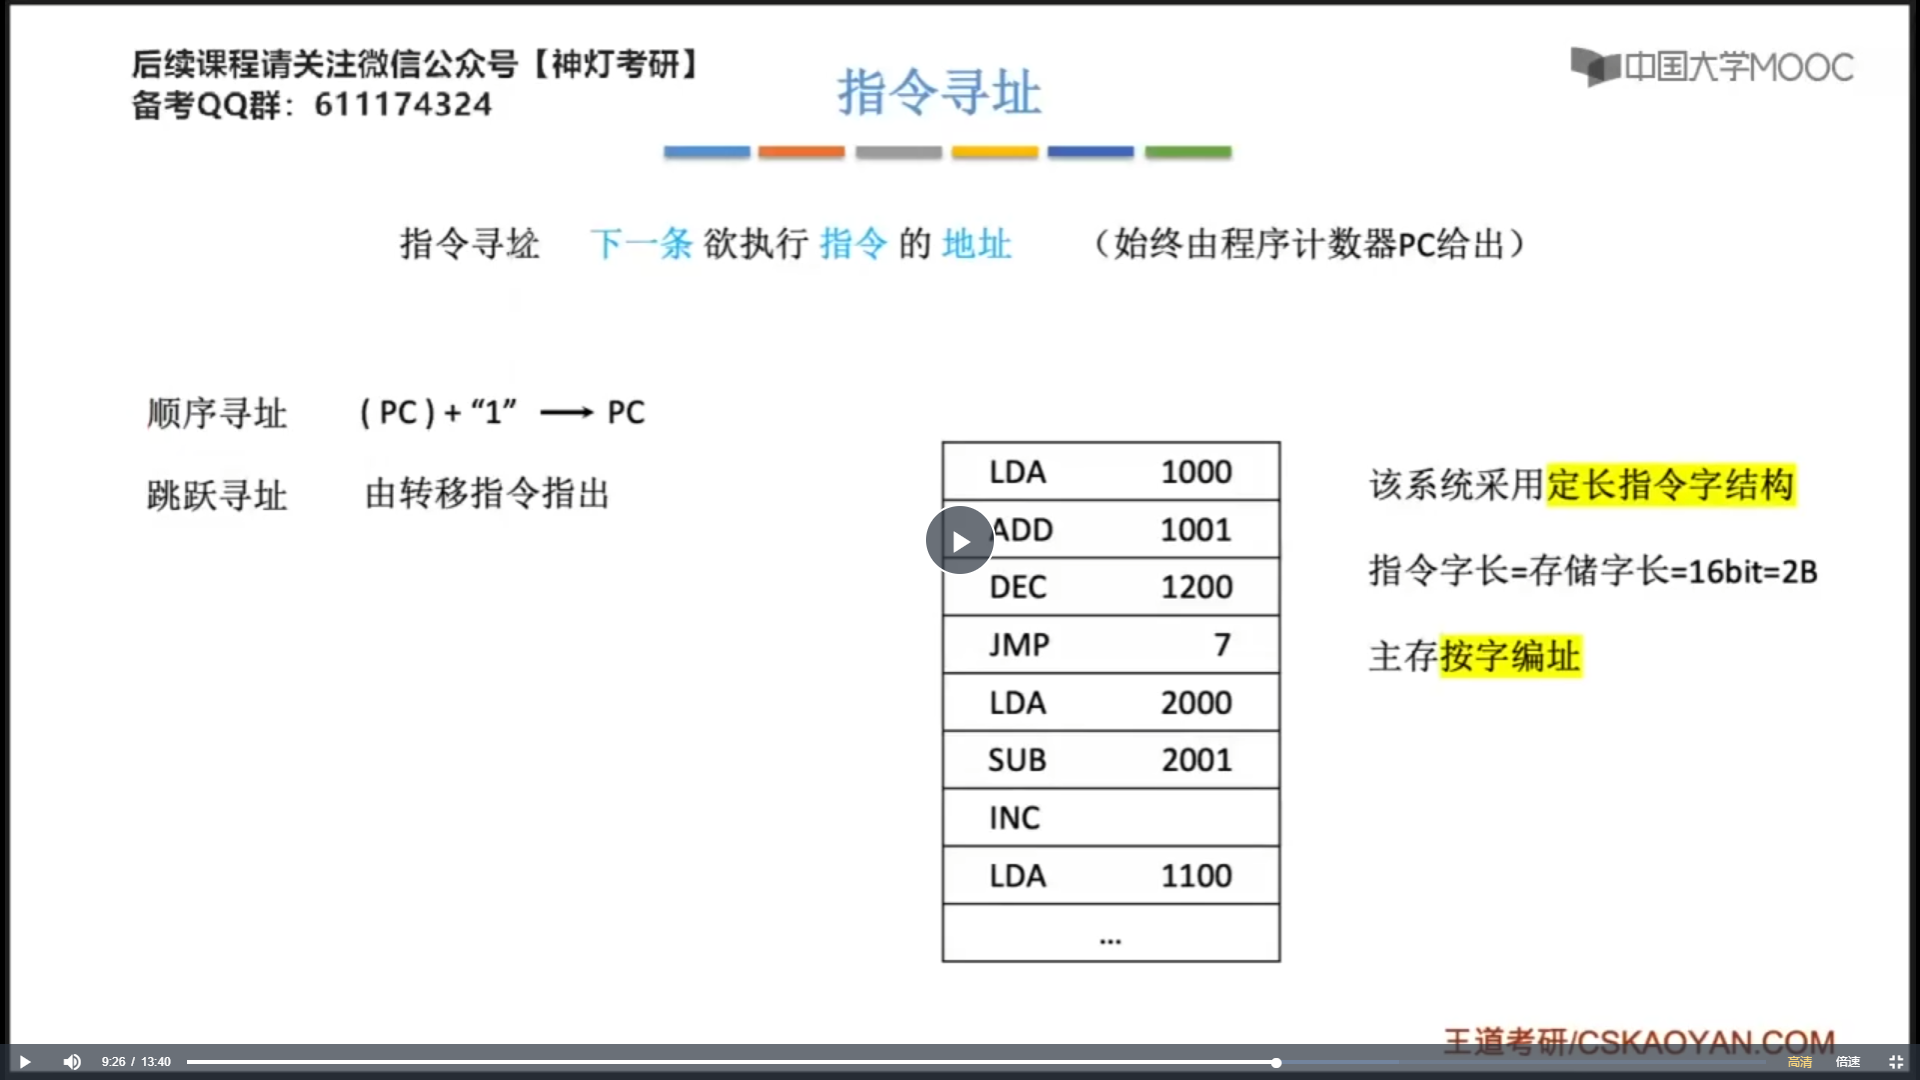 后续课程请关注微信公众号【神灯考研】
备考QQ群：611174324
指令寻址
中国大学MOOC
指令寻址 下一条 欲执行 指令 的 地址 （始终由程序计数器PC给出）
顺序寻址 ( PC ) + “1” → PC
跳跃寻址 由转移指令指出
LDA 1000
ADD 1001
DEC 1200
JMP 7
LDA 2000
SUB 2001
INC
LDA 1100
...
该系统采用定长指令字结构
指令字长=存储字长=16bit=2B
主存按字编址
王道考研/CSKAOYAN.COM
9:26 / 13:40
高清 倍速